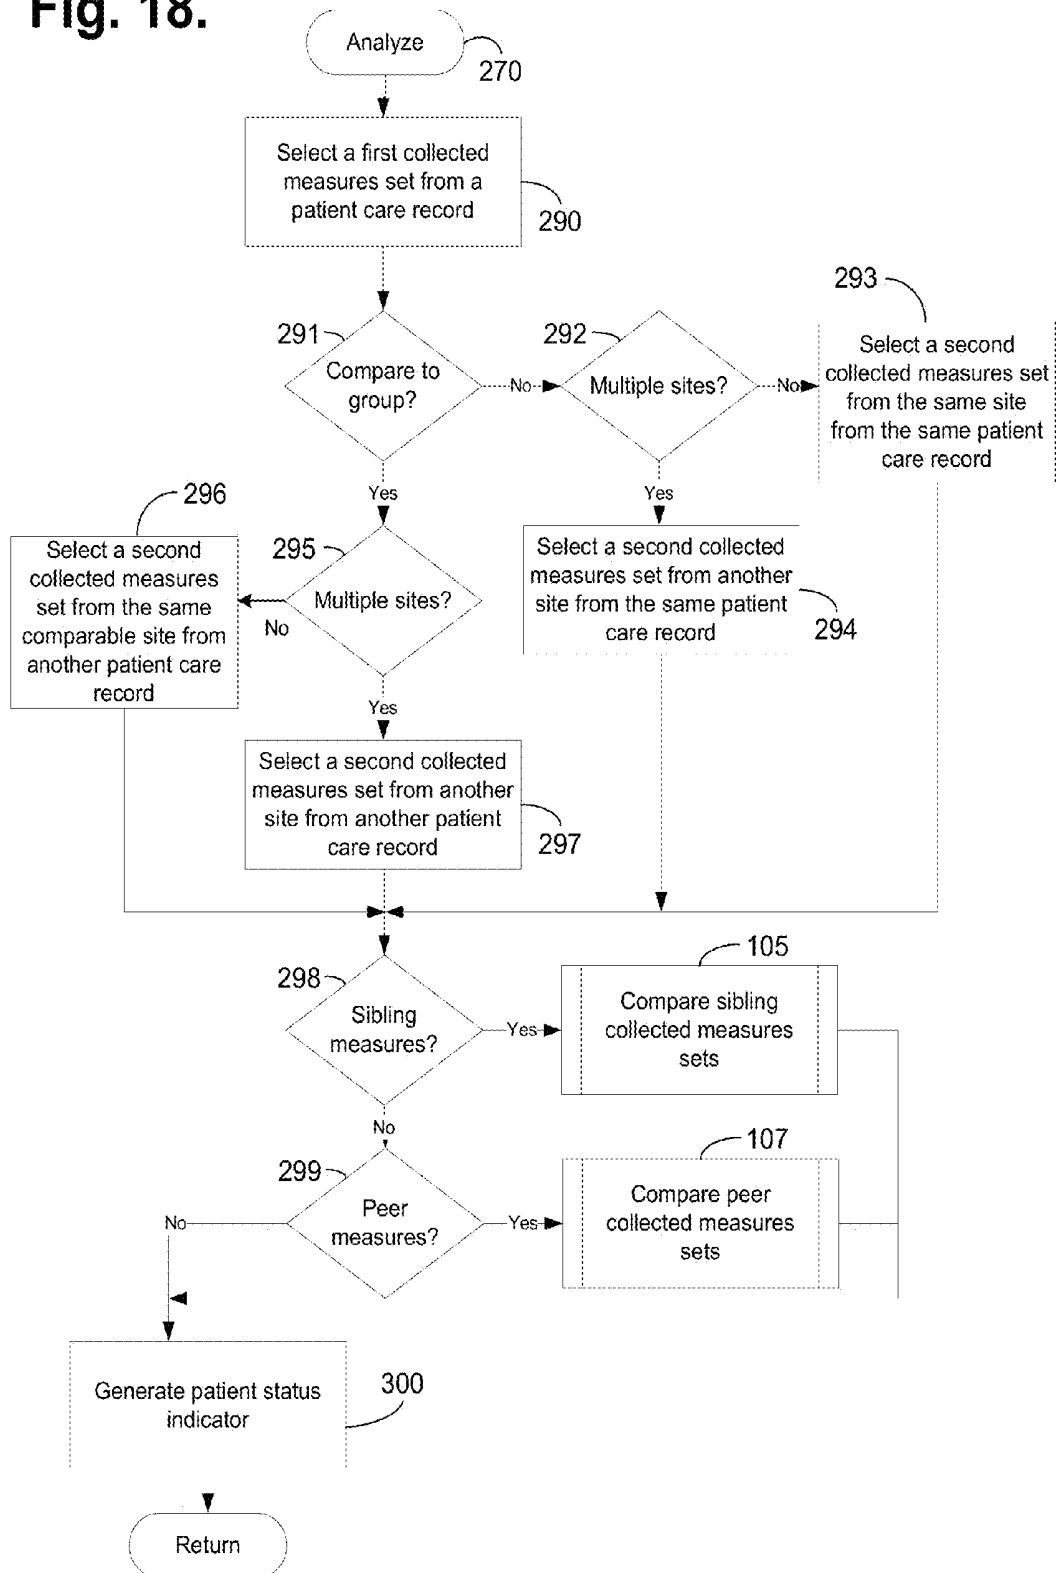 Fig. 18.
Analyze
270
Select a first collected
measures set from a
patient care record
290
293
291
Compare to
group?
No
292
Multiple sites?
No
Select a second
collected measures set
from the same site
from the same patient
care record
Yes
Yes
296
Select a second
collected measures
set from the same
comparable site from
another patient care
record
295
Multiple sites?
No
Select a second collected
measures set from another
site from the same patient
care record
294
Yes
Select a second collected
measures set from another
site from another patient
care record
297
298
Sibling
measures?
Yes
105
Compare sibling
collected measures
sets
No
299
Peer
measures?
No
Yes
107
Compare peer
collected measures
sets
Generate patient status
indicator
300
Return